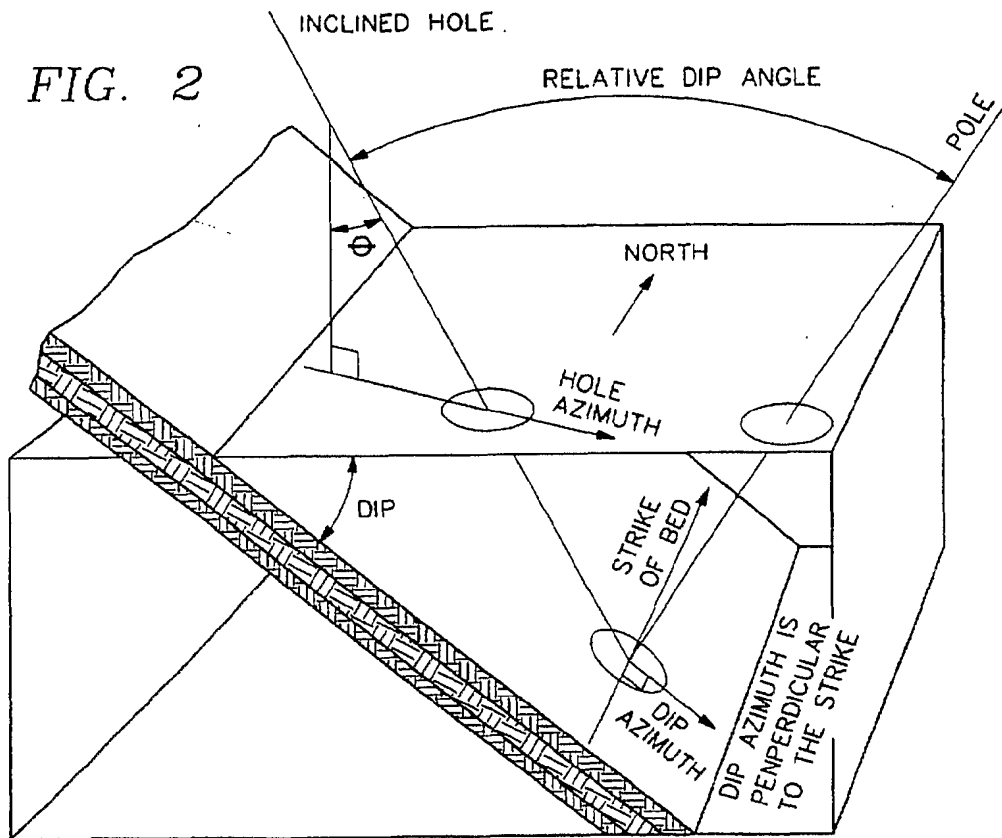 INCLINED HOLE.
FIG. 2
RELATIVE DIP ANGLE
POLE
Φ
NORTH
HOLE
AZIMUTH
DIP
STRIKE
OF BED
DIP
AZIMUTH
DIP AZIMUTH IS
PENPERDICULAR
TO THE STRIKE